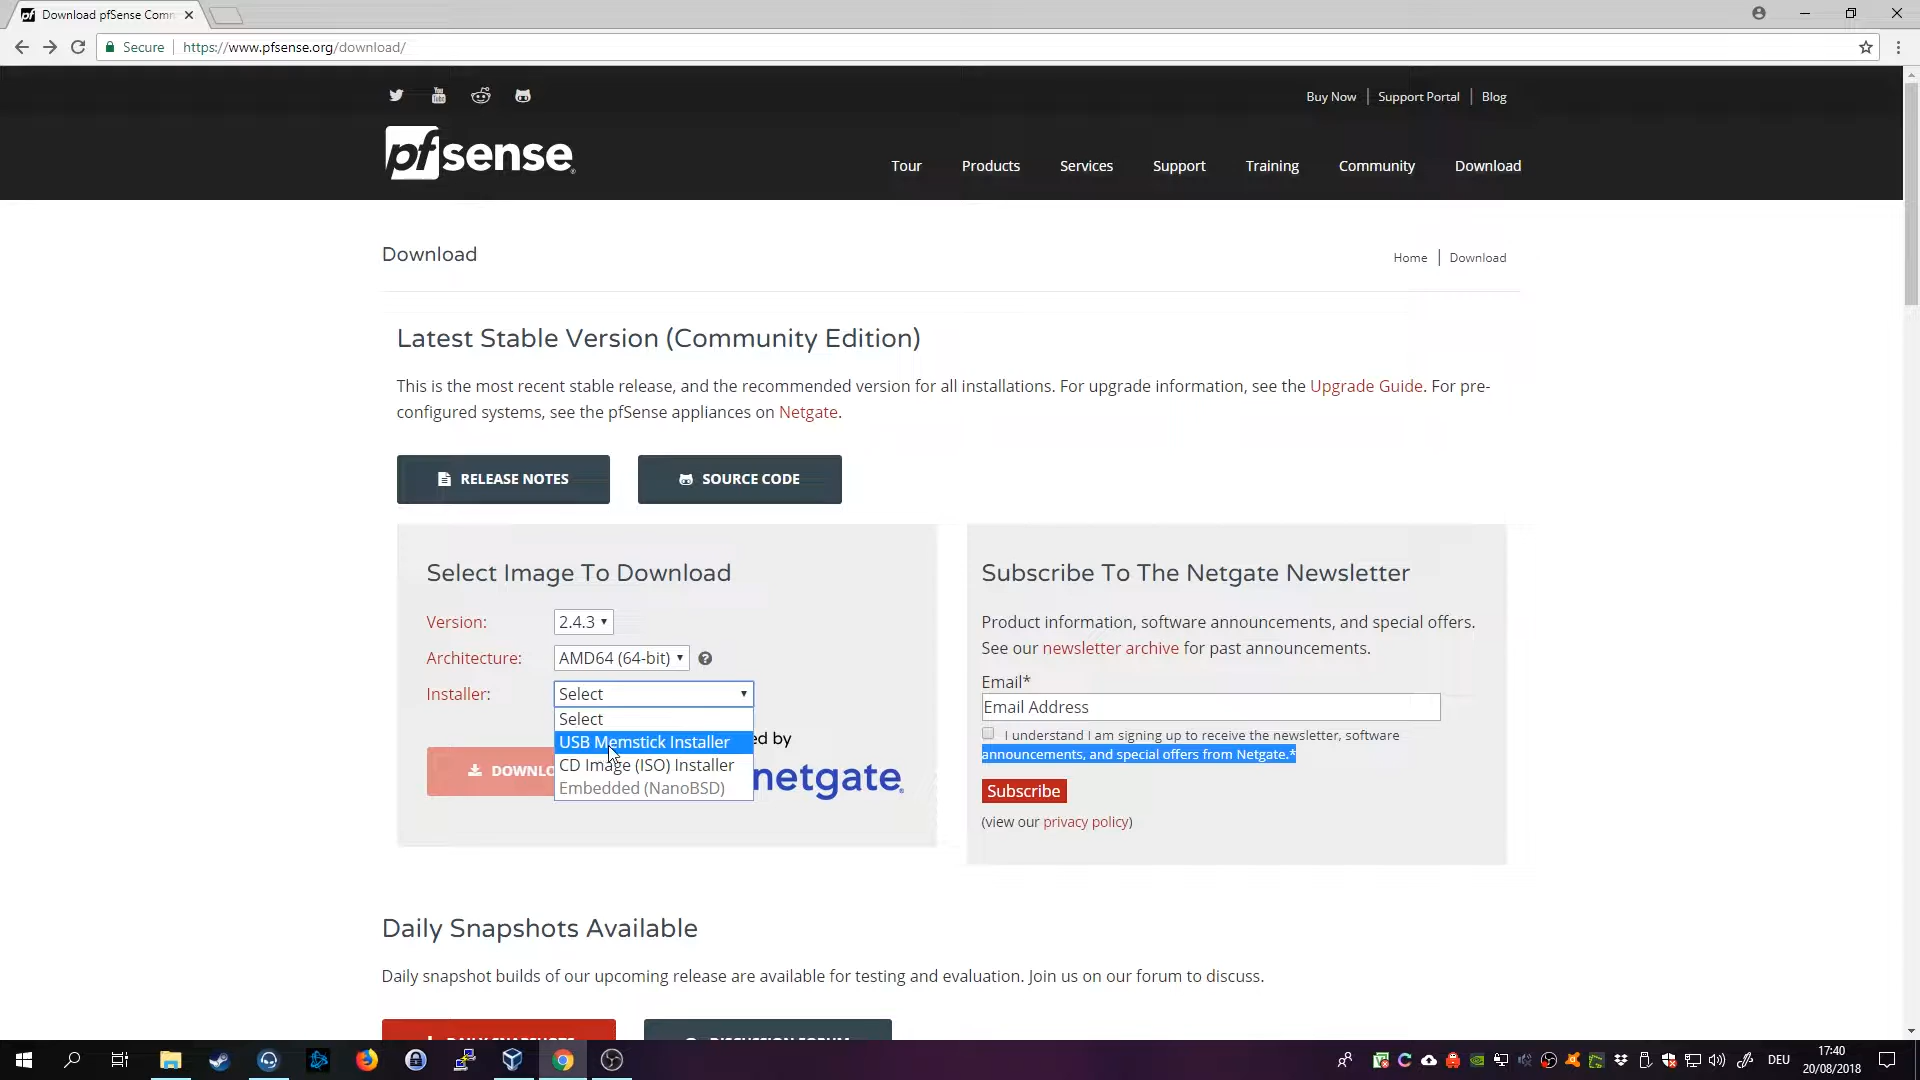 Download pfSense Comm
Secure
https://www.pfsense.org/download/
Buy Now
Support Portal
Blog
You Tube
pfsense
Tour
Products
Services
Support
Training
Community
Download
Download
Home
Download
Latest Stable Version (Community Edition)
This is the most recent stable release, and the recommended version for all installations. For upgrade information, see the Upgrade Guide. For pre-
configured systems, see the pfSense appliances on Netgate.
RELEASE NOTES
SOURCE CODE
Select Image To Download
Version:
2.4.3
Architecture:
AMD64 (64-bit)
Installer:
Select
Select
USB Memstick Installer
CD Image (ISO) Installer
Embedded (NanoBSD)
DOWNLO
ed by
netgate
Subscribe To The Netgate Newsletter
Product information, software announcements, and special offers.
See our newsletter archive for past announcements.
Email*
Email Address
I understand I am signing up to receive the newsletter, software
announcements, and special offers from Netgate.*
Subscribe
(view our privacy policy)
Daily Snapshots Available
Daily snapshot builds of our upcoming release are available for testing and evaluation. Join us on our forum to discuss.
DEU
17:40
20/08/2018